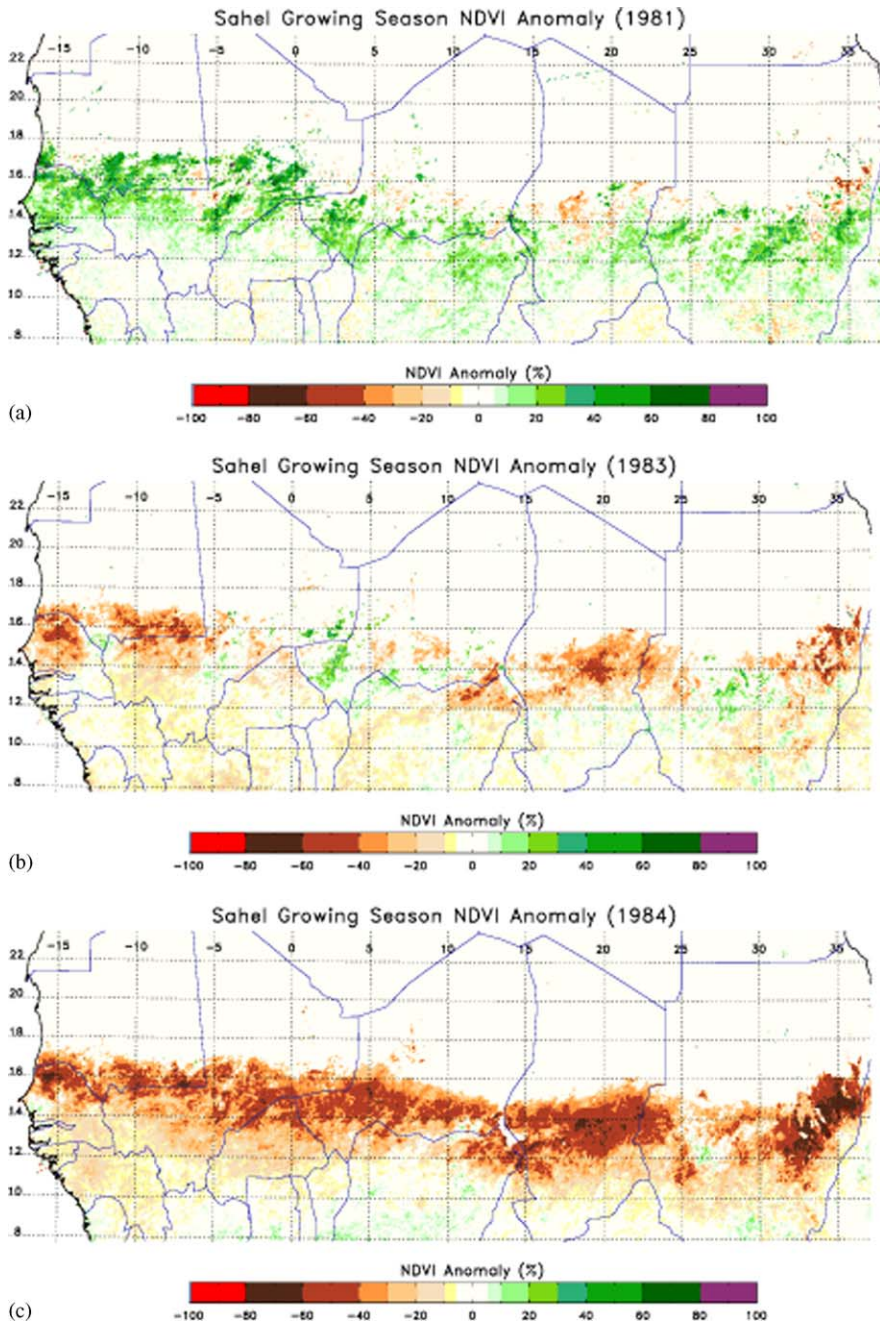 Sahel Growing Season NDVI Anomaly (1981)
-15 -10 -5 0 5 10 15 20 25 30 35
22
20
18
16
14
12
10
8
NDVI Anomaly (%)
-100 -80 -60 -40 -20 0 20 40 60 80 100
(a)
Sahel Growing Season NDVI Anomaly (1983)
-15 -10 -5 0 5 10 15 20 25 30 35
22
20
18
16
14
12
10
8
NDVI Anomaly (%)
-100 -80 -60 -40 -20 0 20 40 60 80 100
(b)
Sahel Growing Season NDVI Anomaly (1984)
-15 -10 -5 0 5 10 15 20 25 30 35
22
20
18
16
14
12
10
8
NDVI Anomaly (%)
-100 -80 -60 -40 -20 0 20 40 60 80 100
(c)